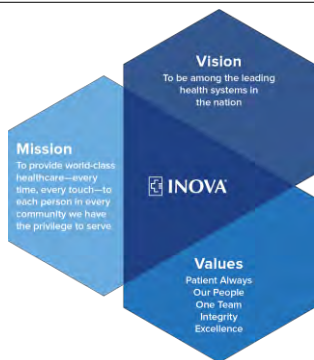 Vision
To be among the leading
health systems in
the nation
Mission
To provide world-class
healthcare—every
time, every touch—to
each person in every
community we have
the privilege to serve
INOVA
Values
Patient Always
Our People
One Team
Integrity
Excellence